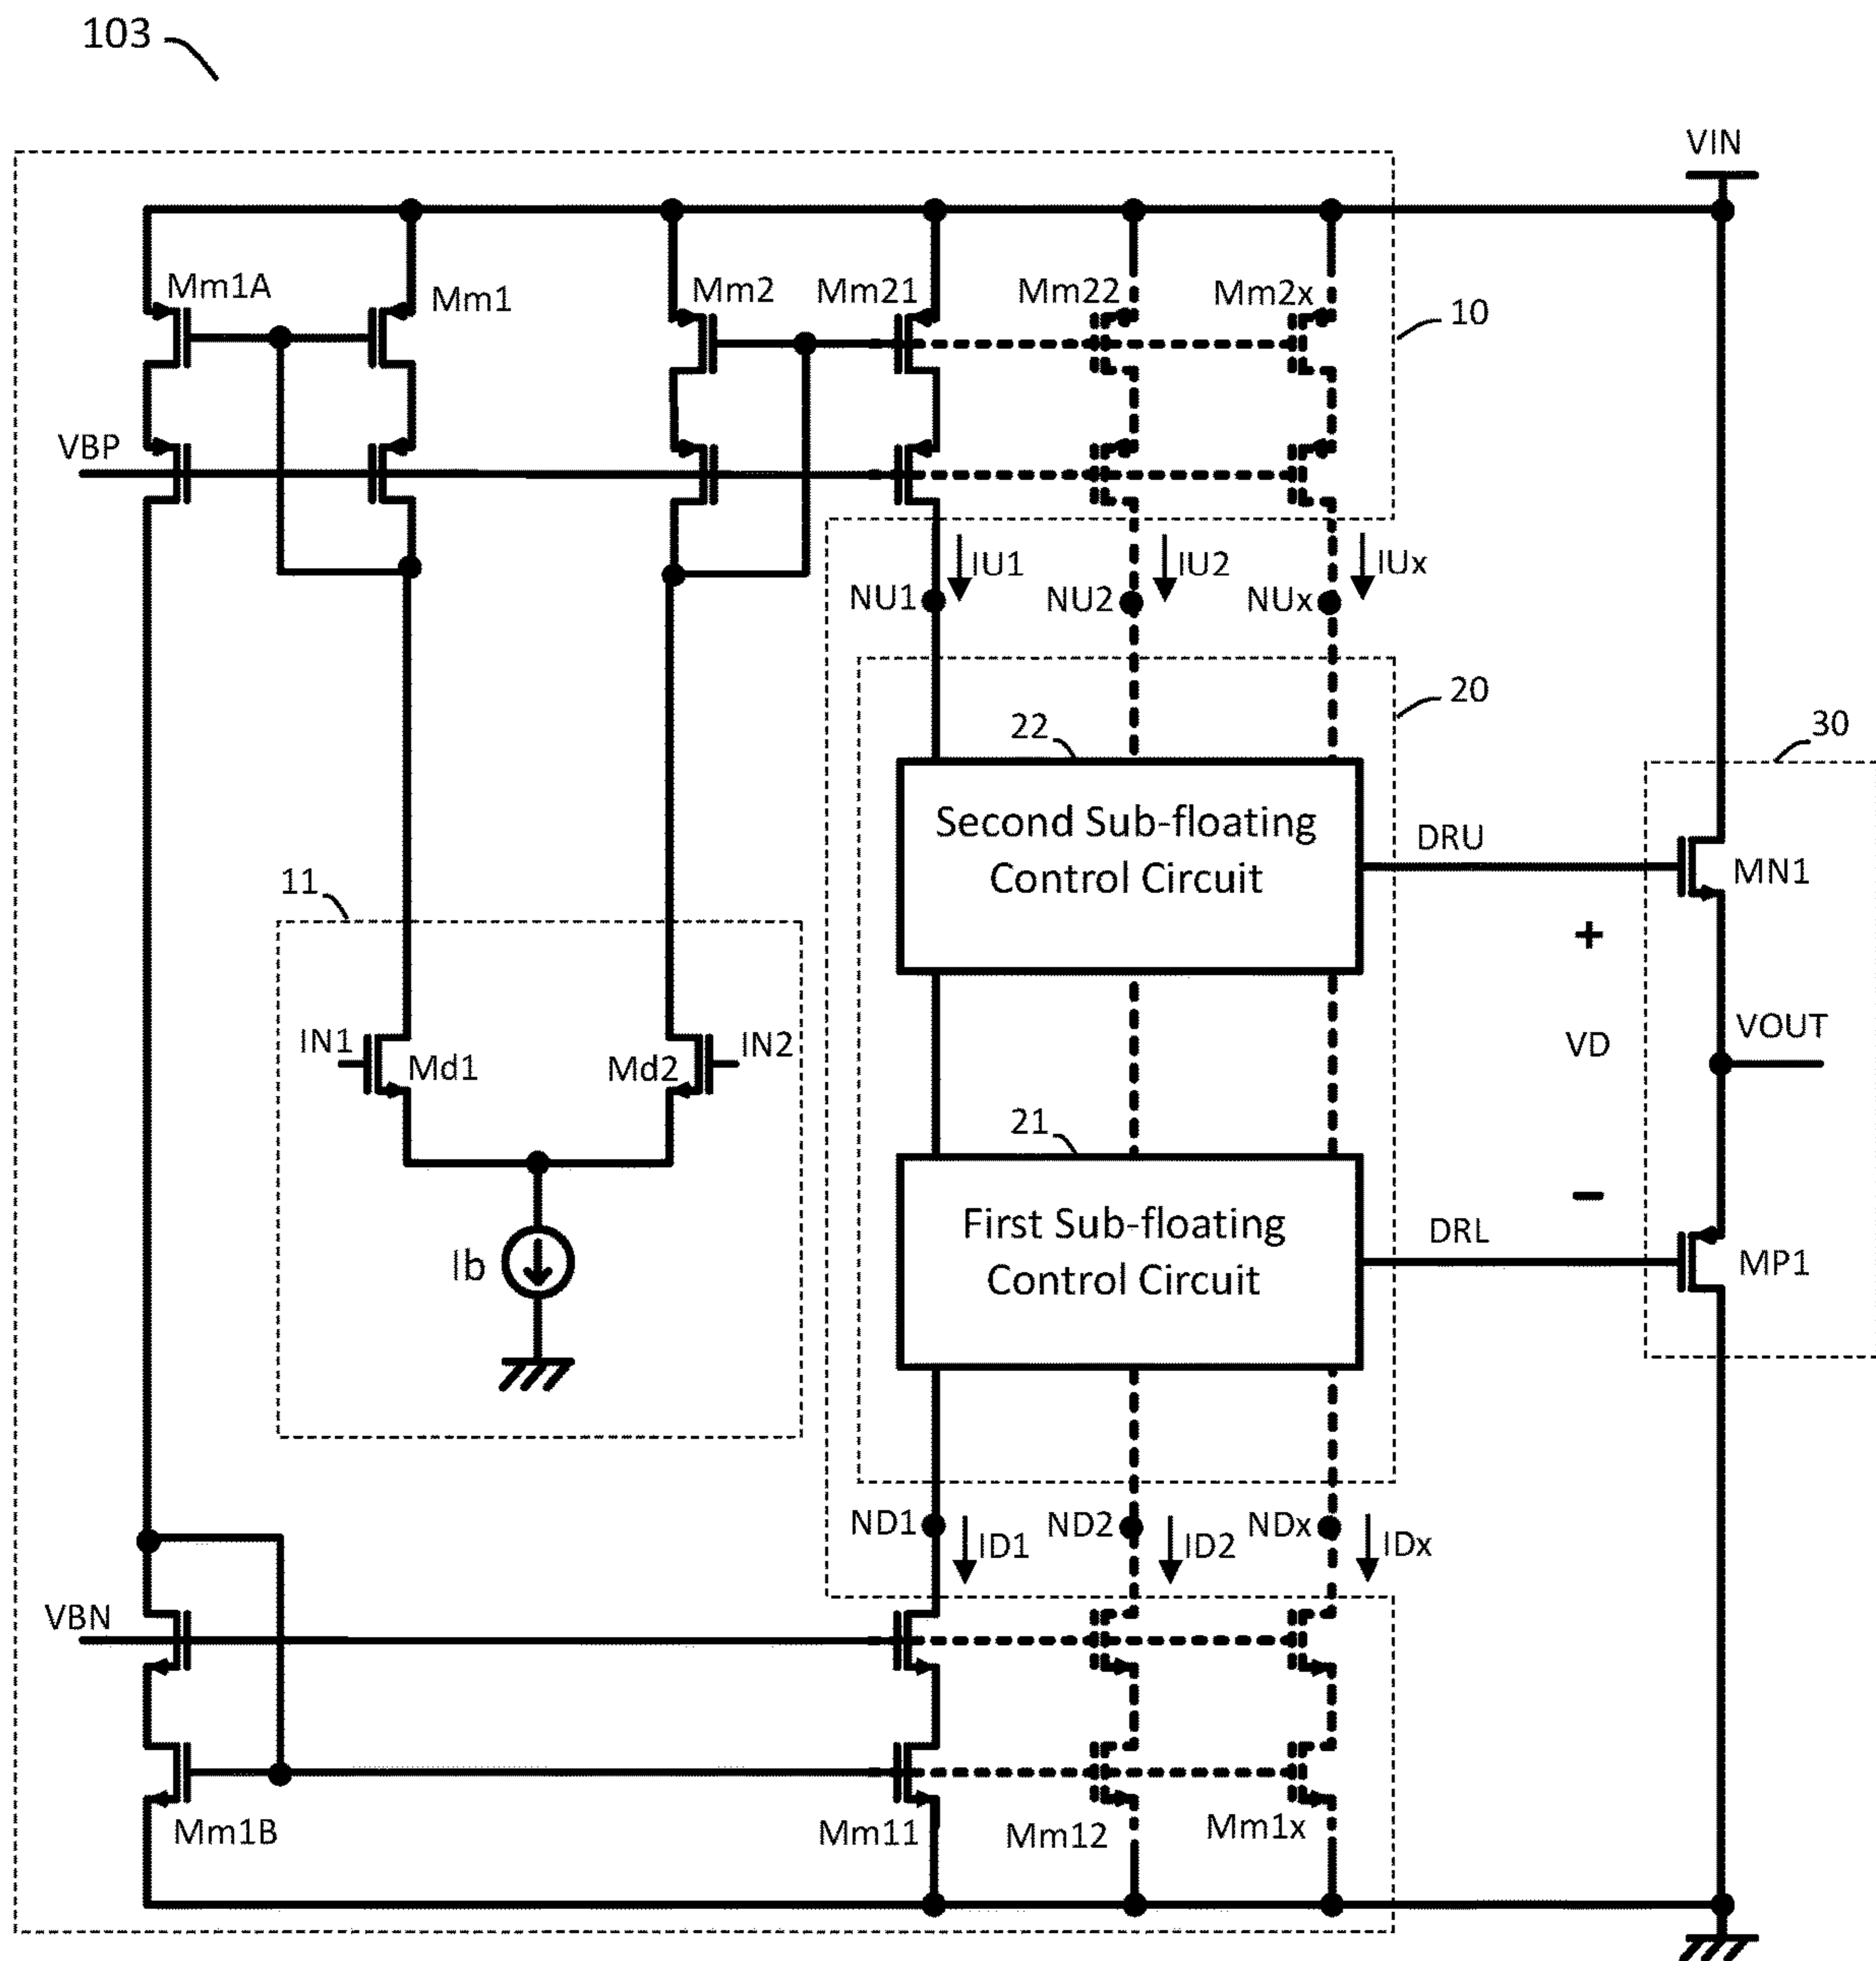 103
VIN
Mm1A
Mm1
Mm2
Mm21
Mm22
Mm2x
10
VBP
IU1
IU2
IUx
NU1
NU2
NUx
20
22
30
Second Sub-floating
Control Circuit
DRU
MN1
11
+
IN1
Md1
Md2
IN2
VD
VOUT
21
−
First Sub-floating
Control Circuit
DRL
MP1
Ib
ND1
ID1
ND2
ID2
NDx
IDx
VBN
Mm1B
Mm11
Mm12
Mm1x